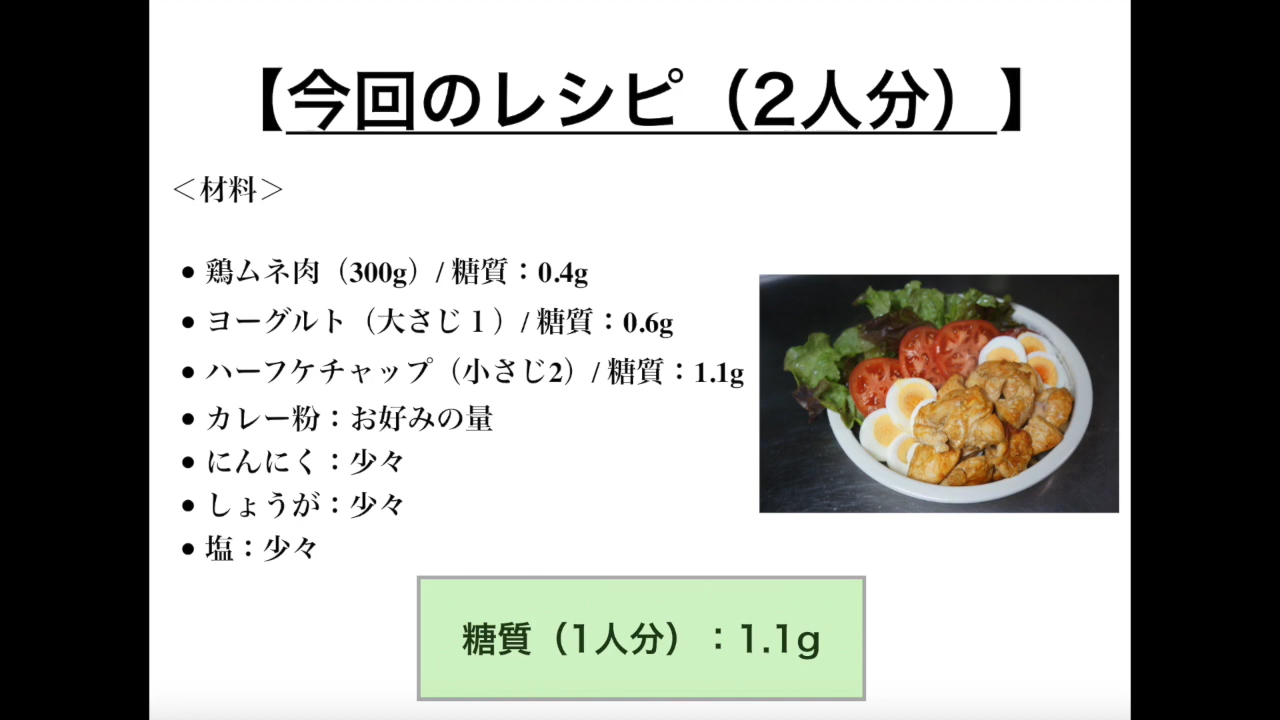 【今回のレシピ（2人分）】
＜材料＞
• 鶏ムネ肉（300g）/ 糖質：0.4g
• ヨーグルト（大さじ１）/ 糖質：0.6g
• ハーフケチャップ（小さじ2）/ 糖質：1.1g
• カレー粉：お好みの量
• にんにく：少々
• しょうが：少々
• 塩：少々
糖質（1人分）：1.1g